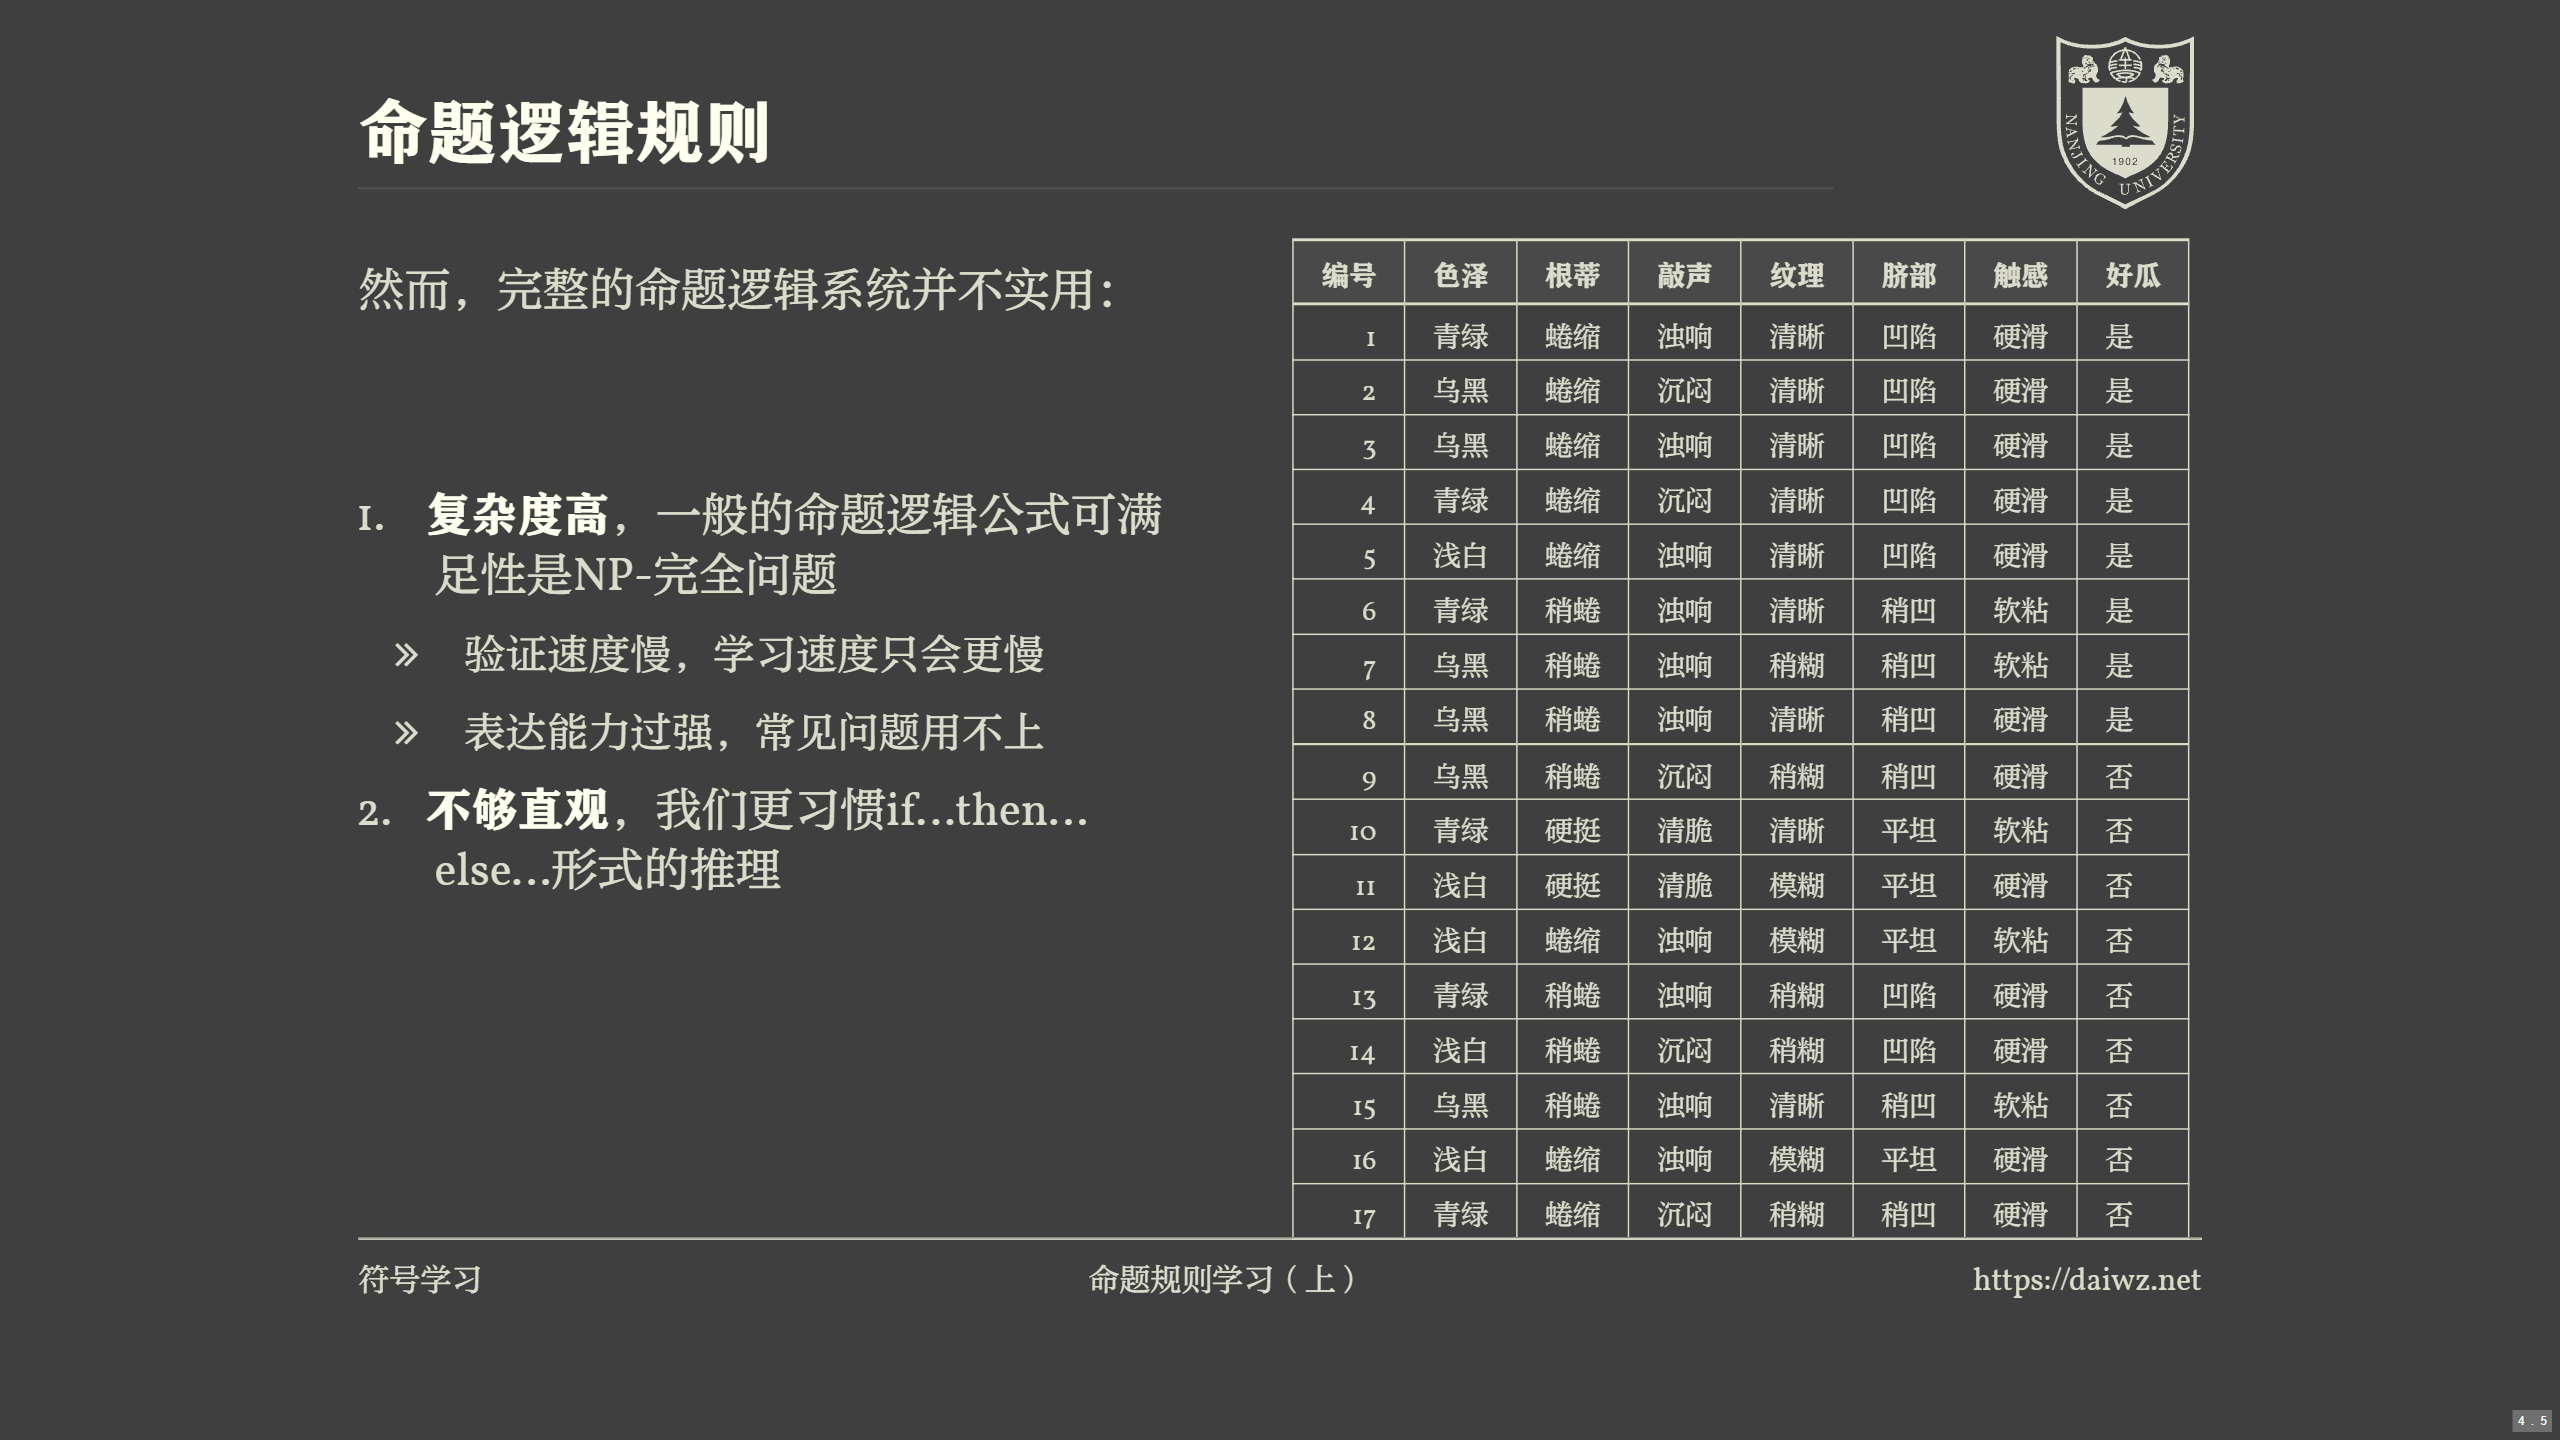 命题逻辑规则
NANJING UNIVERSITY
1902
然而，完整的命题逻辑系统并不实用：
1. 复杂度高，一般的命题逻辑公式可满
足性是NP-完全问题
» 验证速度慢，学习速度只会更慢
» 表达能力过强，常见问题用不上
2. 不够直观，我们更习惯if…then…
else…形式的推理
编号 色泽 根蒂 敲声 纹理 脐部 触感 好瓜
1 青绿 蜷缩 浊响 清晰 凹陷 硬滑 是
2 乌黑 蜷缩 沉闷 清晰 凹陷 硬滑 是
3 乌黑 蜷缩 浊响 清晰 凹陷 硬滑 是
4 青绿 蜷缩 沉闷 清晰 凹陷 硬滑 是
5 浅白 蜷缩 浊响 清晰 凹陷 硬滑 是
6 青绿 稍蜷 浊响 清晰 稍凹 软粘 是
7 乌黑 稍蜷 浊响 稍糊 稍凹 软粘 是
8 乌黑 稍蜷 浊响 清晰 稍凹 硬滑 是
9 乌黑 稍蜷 沉闷 稍糊 稍凹 硬滑 否
10 青绿 硬挺 清脆 清晰 平坦 软粘 否
11 浅白 硬挺 清脆 模糊 平坦 硬滑 否
12 浅白 蜷缩 浊响 模糊 平坦 软粘 否
13 青绿 稍蜷 浊响 稍糊 凹陷 硬滑 否
14 浅白 稍蜷 沉闷 稍糊 凹陷 硬滑 否
15 乌黑 稍蜷 浊响 清晰 稍凹 软粘 否
16 浅白 蜷缩 浊响 模糊 平坦 硬滑 否
17 青绿 蜷缩 沉闷 稍糊 稍凹 硬滑 否
符号学习
命题规则学习（上）
https://daiwz.net
4 . 5